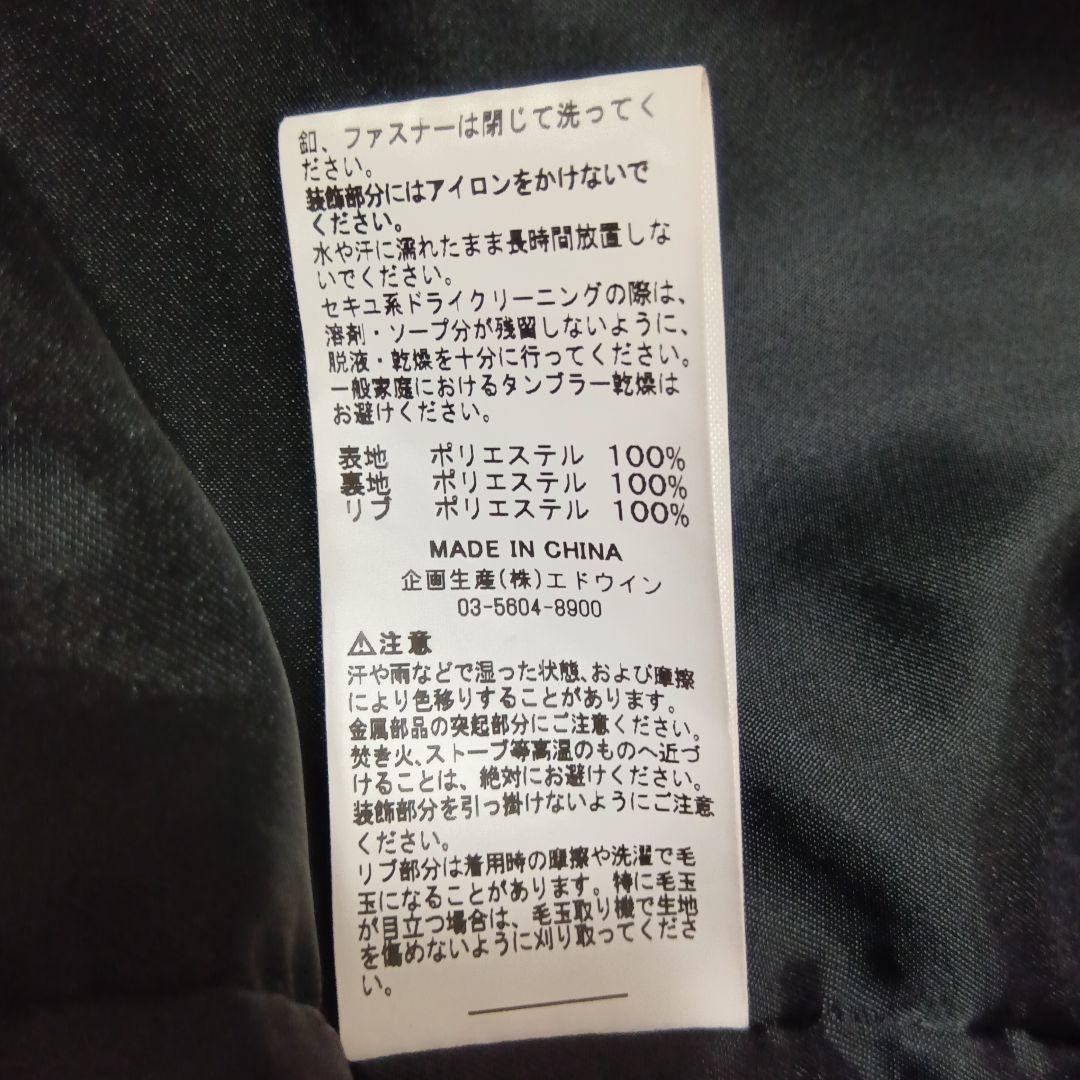 釦、ファスナーは閉じて洗ってく
ださい。
装飾部分にはアイロンをかけないで
ください。
水や汗に濡れたまま長時間放置しな
いでください。
セキユ系ドライクリーニングの際は、
溶剤・ソープ分が残留しないように、
脱液・乾燥を十分に行ってください。
一般家庭におけるタンブラー乾燥は
お避けください。
表地 ポリエステル 100%
裏地 ポリエステル 100%
リブ ポリエステル 100%
MADE IN CHINA
企画生産(株)エドウイン
03-5604-8900
⚠注意
汗や雨などで湿った状態、および摩擦
により色移りすることがあります。
金属部品の突起部分にご注意ください。
焚き火、ストーブ等高温のものへ近づ
けることは、絶対にお避けください。
装飾部分を引っ掛けないようにご注意
ください。
リブ部分は着用時の摩擦や洗濯で毛
玉になることがあります。特に毛玉
が目立つ場合は、毛玉取り機で生地
を傷めないように刈り取ってくださ
い。